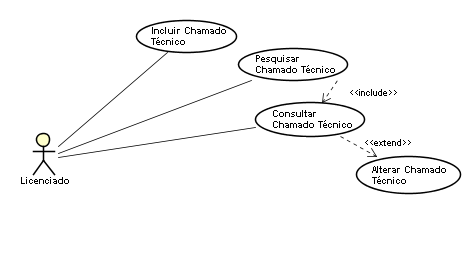 Incluir Chamado
Técnico
Pesquisar
Chamado Técnico
<<include>>
Consultar
Chamado Técnico
<<extend>>
Alterar Chamado
Técnico
Licenciado